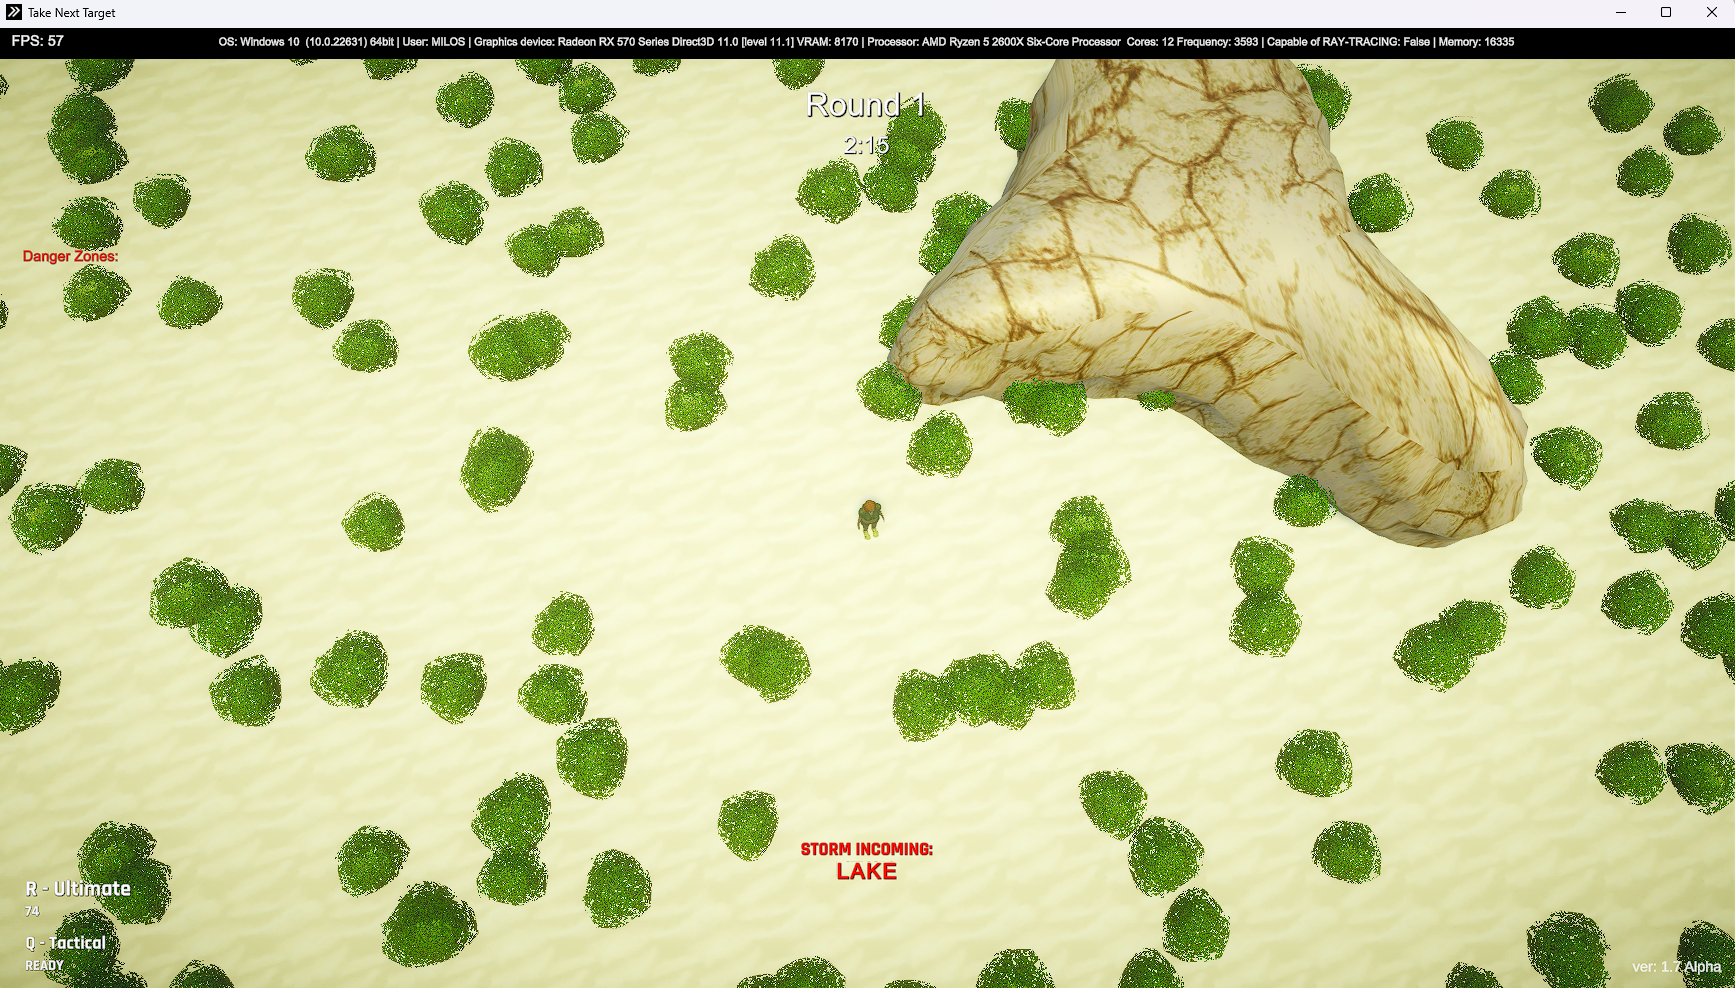 Take Next Target
FPS: 57
OS: Windows 10  (10.0.22631) 64bit | User: MILOS | Graphics device: Radeon RX 570 Series Direct3D 11.0 [level 11.1] VRAM: 8170 | Processor: AMD Ryzen 5 2600X Six-Core Processor  Cores: 12 Frequency: 3593 | Capable of RAY-TRACING: False | Memory: 16335
Round 1
2:15
Danger Zones:
STORM INCOMING:
LAKE
R - Ultimate
74
Q - Tactical
READY
ver: 1.7 Alpha